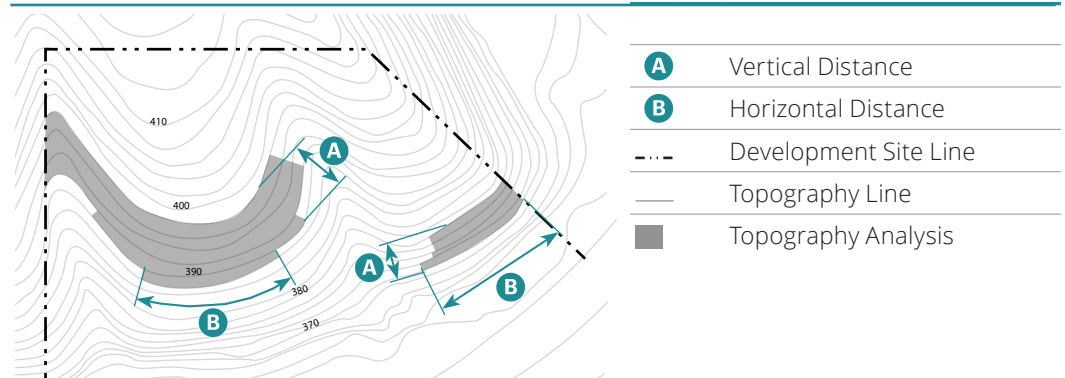 410
400
390
380
370
A
A
B
B
A Vertical Distance
B Horizontal Distance
Development Site Line
Topography Line
Topography Analysis